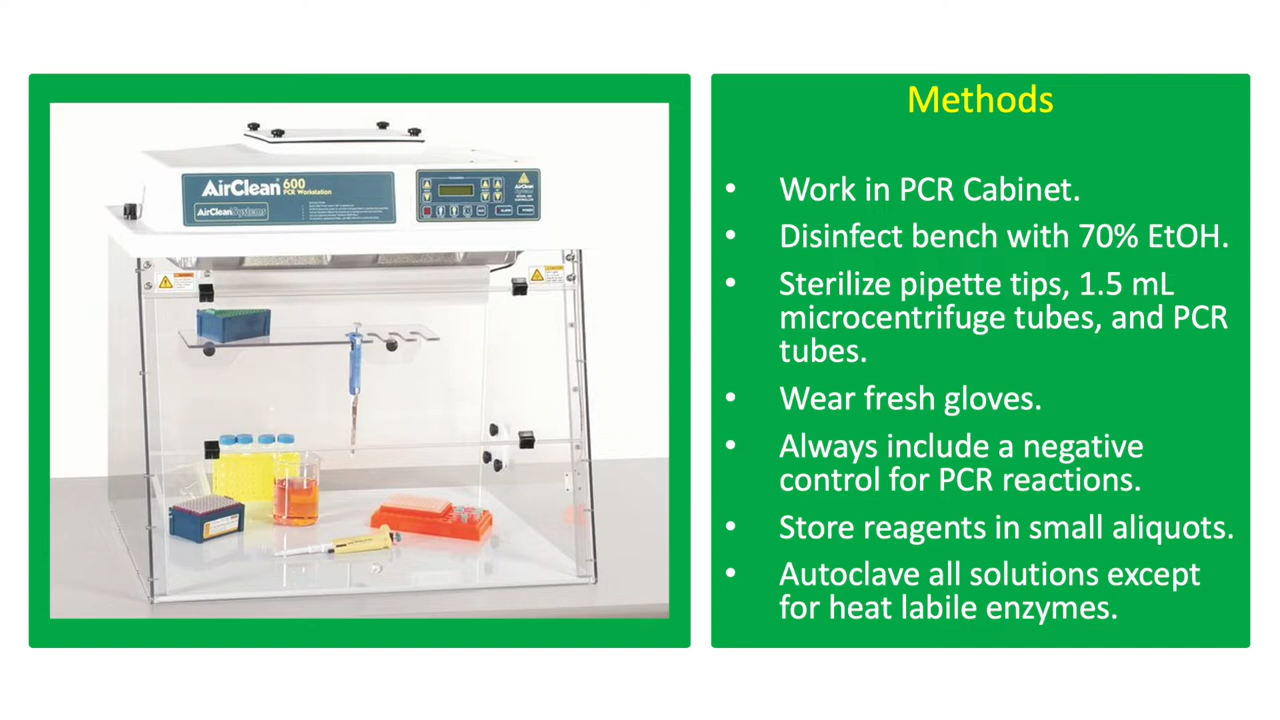 Methods
• Work in PCR Cabinet.
• Disinfect bench with 70% EtOH.
• Sterilize pipette tips, 1.5 mL
microcentrifuge tubes, and PCR
tubes.
• Wear fresh gloves.
• Always include a negative
control for PCR reactions.
• Store reagents in small aliquots.
• Autoclave all solutions except
for heat labile enzymes.
AirClean 600
PCR Workstation
AirCleanSystems
AirClean